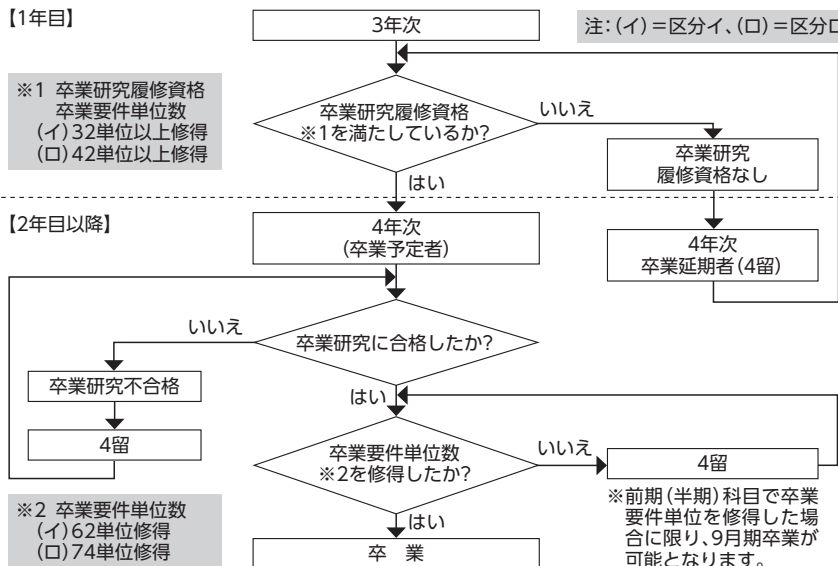 【1年目】
3年次
注：(イ)＝区分イ、(ロ)＝区分ロ
※1 卒業研究履修資格
卒業要件単位数
(イ)32単位以上修得
(ロ)42単位以上修得
卒業研究履修資格
※1を満たしているか？
いいえ
卒業研究
履修資格なし
はい
【2年目以降】
4年次
(卒業予定者)
4年次
卒業延期者(4留)
いいえ
卒業研究に合格したか？
卒業研究不合格
はい
4留
卒業要件単位数
※2を修得したか？
いいえ
4留
※2 卒業要件単位数
(イ)62単位修得
(ロ)74単位修得
はい
卒 業
※前期(半期)科目で卒業
要件単位を修得した場
合に限り、9月期卒業が
可能となります。